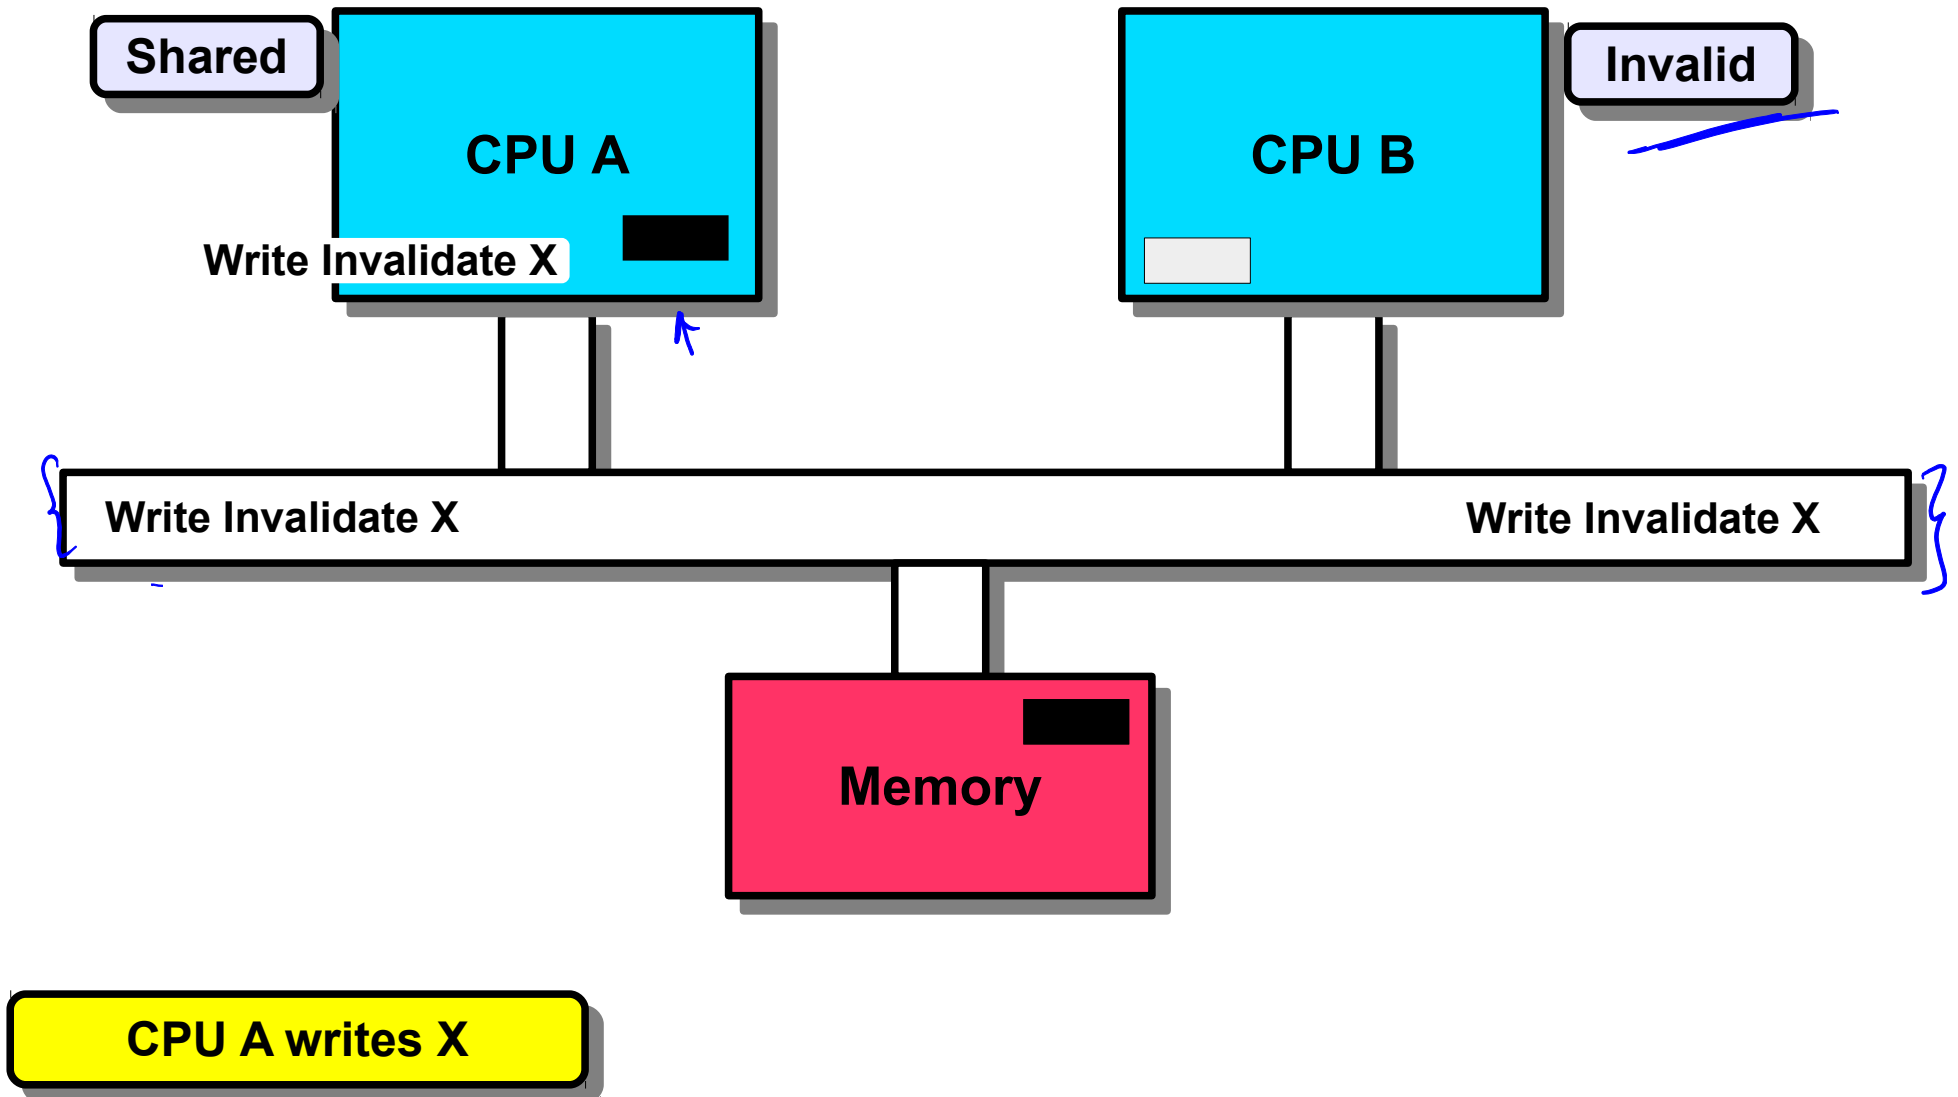 Shared
Invalid
CPU A
CPU B
Write Invalidate X
Write Invalidate X
Write Invalidate X
Memory
CPU A writes X